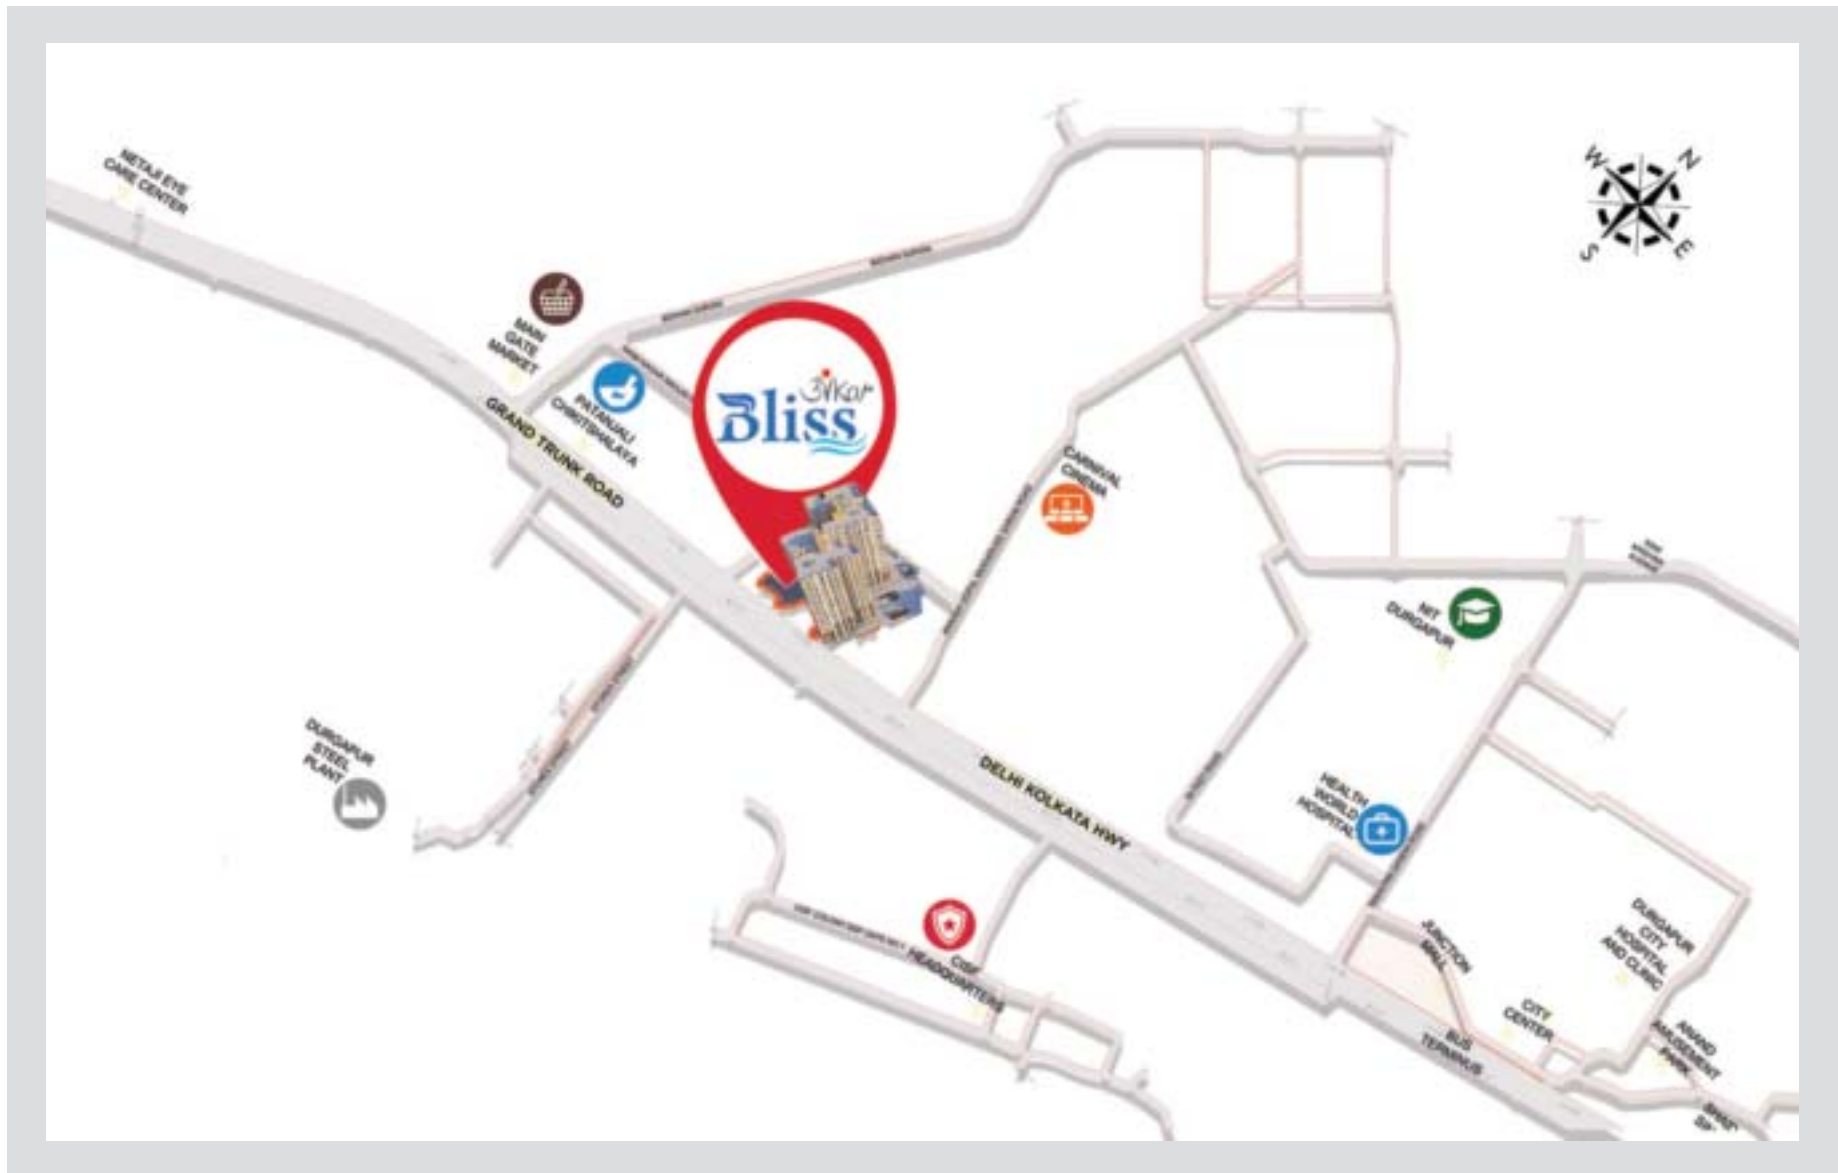 NETAJI EYE
CARE CENTER
W
N
S
E
MAIN
GATE
MARKET
PATANJALI
CHIKITSHALAYA
GRAND TRUNK ROAD
Bliss
CARNIVAL
CINEMA
NIT
DURGAPUR
DURGAPUR
STEEL
PLANT
DELHI KOLKATA HWY
HEALTH
WORLD
HOSPITAL
CISF
HEADQUARTERS
JUNCTION
MALL
DURGAPUR
CITY
HOSPITAL
AND CLINIC
CITY
CENTER
BUS
TERMINUS
ANAND
AMUSEMENT
PARK